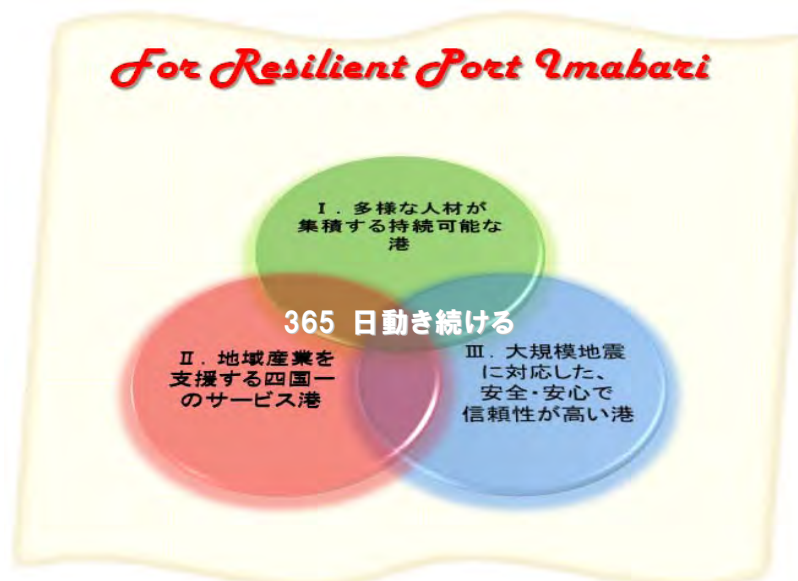 For Resilient Port Imabari
Ⅰ．多様な人材が
集積する持続可能な
港
365 日動き続ける
Ⅱ．地域産業を
支援する四国一
のサービス港
Ⅲ．大規模地震
に対応した、
安全・安心で
信頼性が高い港